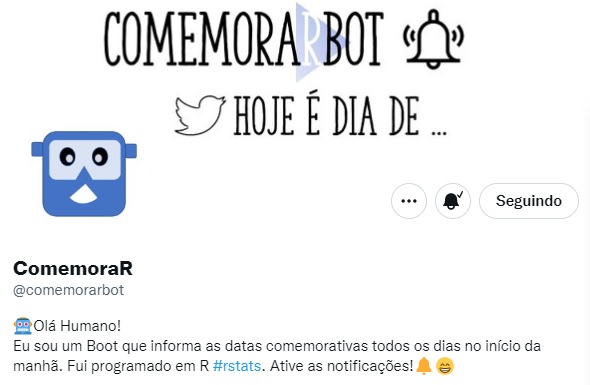 COMEMORARBOT
HOJE É DIA DE ...
Seguindo
ComemoraR
@comemorarbot
Olá Humano!
Eu sou um Boot que informa as datas comemorativas todos os dias no início da
manhã. Fui programado em R #rstats. Ative as notificações!